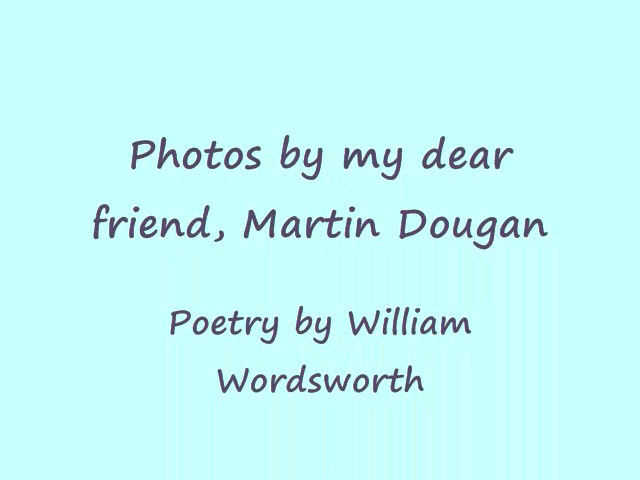 Photos by my dear
friend, Martin Dougan
Poetry by William
Wordsworth